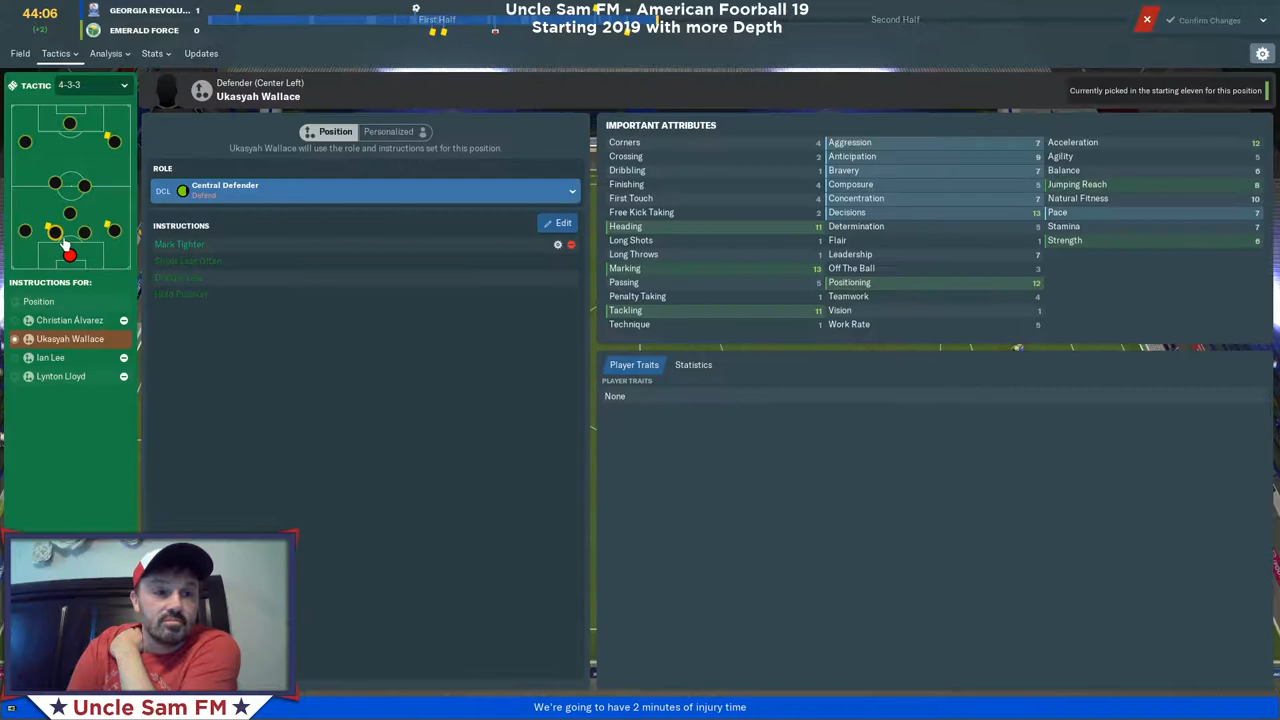 44:06
(+2)
GEORGIA REVOLU... 1
EMERALD FORCE 0
First Half
Uncle Sam FM - American Foorball 19
Starting 2019 with more Depth
Second Half
Confirm Changes
Field
Tactics
Analysis
Stats
Updates
TACTIC 4-3-3
INSTRUCTIONS FOR:
Position
Christian Álvarez
Ukasyah Wallace
Ian Lee
Lynton Lloyd
Defender (Center Left)
Ukasyah Wallace
Currently picked in the starting eleven for this position
Position
Personalized
Ukasyah Wallace will use the role and instructions set for this position.
ROLE
DCL Central Defender
Defend
INSTRUCTIONS
Edit
Mark Tighter
Shoot Less Often
Dribble Less
Hold Position
IMPORTANT ATTRIBUTES
Corners 4
Crossing 2
Dribbling 1
Finishing 4
First Touch 4
Free Kick Taking 2
Heading 11
Long Shots 1
Long Throws 1
Marking 13
Passing 5
Penalty Taking 1
Tackling 11
Technique 1
Aggression 7
Anticipation 9
Bravery 7
Composure 5
Concentration 7
Decisions 13
Determination 5
Flair 1
Leadership 7
Off The Ball 3
Positioning 12
Teamwork 4
Vision 1
Work Rate 5
Acceleration 12
Agility 5
Balance 6
Jumping Reach 8
Natural Fitness 10
Pace 7
Stamina 7
Strength 6
Player Traits
Statistics
PLAYER TRAITS
None
Uncle Sam FM
We're going to have 2 minutes of injury time